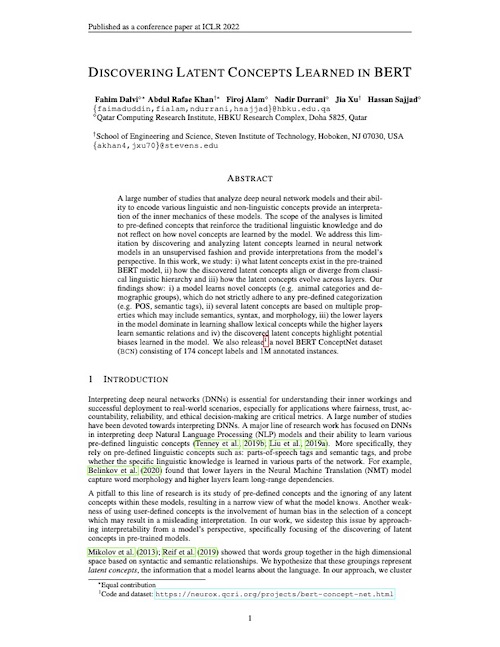 Published as a conference paper at ICLR 2022
DISCOVERING LATENT CONCEPTS LEARNED IN BERT
Fahim Dalvi◇∗ Abdul Rafae Khan†∗ Firoj Alam◇ Nadir Durrani◇ Jia Xu† Hassan Sajjad◇
{faimaduddin,fialam,ndurrani,hsajjad}@hbku.edu.qa
◇Qatar Computing Research Institute, HBKU Research Complex, Doha 5825, Qatar
†School of Engineering and Science, Steven Institute of Technology, Hoboken, NJ 07030, USA
{akhan4,jxu70}@stevens.edu
ABSTRACT
A large number of studies that analyze deep neural network models and their abil-
ity to encode various linguistic and non-linguistic concepts provide an interpreta-
tion of the inner mechanics of these models. The scope of the analyses is limited
to pre-defined concepts that reinforce the traditional linguistic knowledge and do
not reflect on how novel concepts are learned by the model. We address this lim-
itation by discovering and analyzing latent concepts learned in neural network
models in an unsupervised fashion and provide interpretations from the model's
perspective. In this work, we study: i) what latent concepts exist in the pre-trained
BERT model, ii) how the discovered latent concepts align or diverge from classi-
cal linguistic hierarchy and iii) how the latent concepts evolve across layers. Our
findings show: i) a model learns novel concepts (e.g. animal categories and de-
mographic groups), which do not strictly adhere to any pre-defined categorization
(e.g. POS, semantic tags), ii) several latent concepts are based on multiple prop-
erties which may include semantics, syntax, and morphology, iii) the lower layers
in the model dominate in learning shallow lexical concepts while the higher layers
learn semantic relations and iv) the discovered latent concepts highlight potential
biases learned in the model. We also release1 a novel BERT ConceptNet dataset
(BCN) consisting of 174 concept labels and 1M annotated instances.
1 INTRODUCTION
Interpreting deep neural networks (DNNs) is essential for understanding their inner workings and
successful deployment to real-world scenarios, especially for applications where fairness, trust, ac-
countability, reliability, and ethical decision-making are critical metrics. A large number of studies
have been devoted towards interpreting DNNs. A major line of research work has focused on DNNs
in interpreting deep Natural Language Processing (NLP) models and their ability to learn various
pre-defined linguistic concepts (Tenney et al., 2019b; Liu et al., 2019a). More specifically, they
rely on pre-defined linguistic concepts such as: parts-of-speech tags and semantic tags, and probe
whether the specific linguistic knowledge is learned in various parts of the network. For example,
Belinkov et al. (2020) found that lower layers in the Neural Machine Translation (NMT) model
capture word morphology and higher layers learn long-range dependencies.
A pitfall to this line of research is its study of pre-defined concepts and the ignoring of any latent
concepts within these models, resulting in a narrow view of what the model knows. Another weak-
ness of using user-defined concepts is the involvement of human bias in the selection of a concept
which may result in a misleading interpretation. In our work, we sidestep this issue by approach-
ing interpretability from a model's perspective, specifically focusing of the discovering of latent
concepts in pre-trained models.
Mikolov et al. (2013); Reif et al. (2019) showed that words group together in the high dimensional
space based on syntactic and semantic relationships. We hypothesize that these groupings represent
latent concepts, the information that a model learns about the language. In our approach, we cluster
∗Equal contribution
1Code and dataset: https://neurox.qcri.org/projects/bert-concept-net.html
1